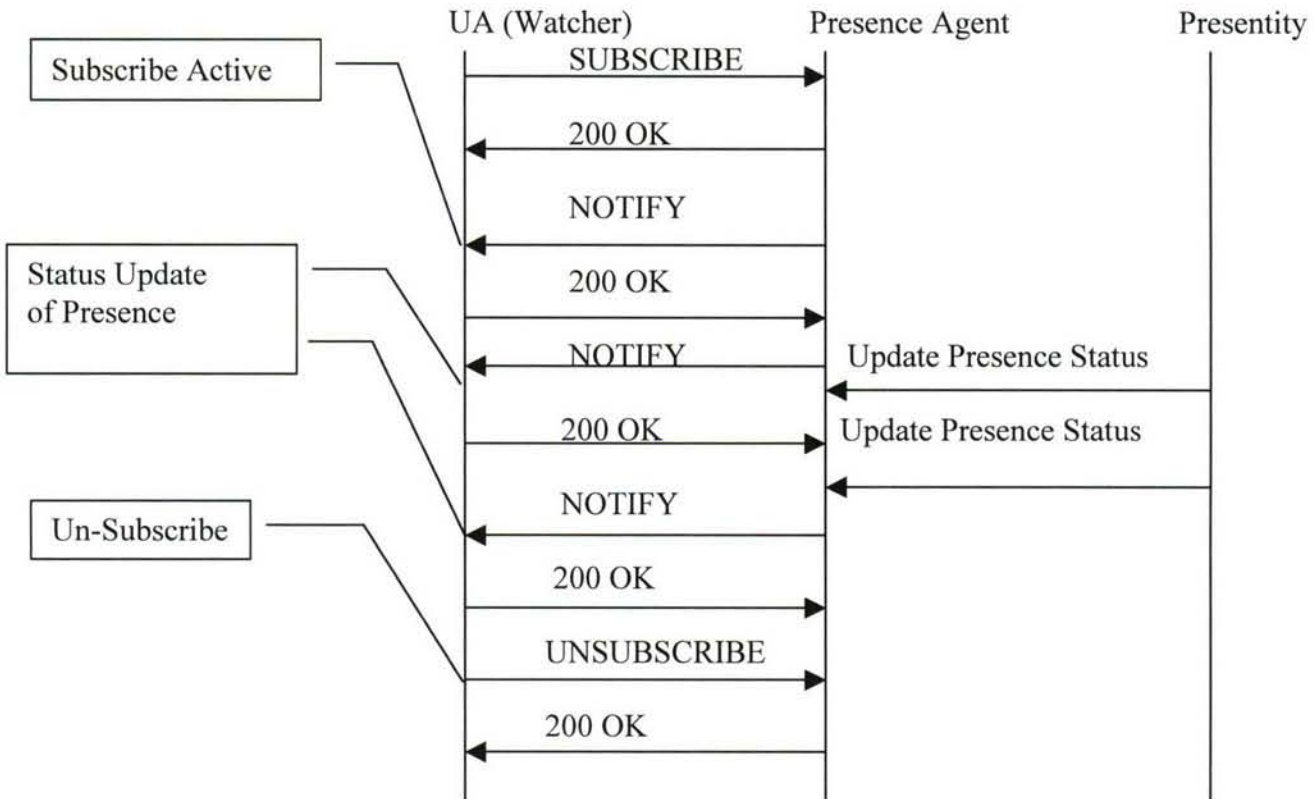 UA (Watcher) Presence Agent Presentity
Subscribe Active
SUBSCRIBE
200 OK
NOTIFY
Status Update
of Presence
200 OK
NOTIFY
Update Presence Status
200 OK
Update Presence Status
Un-Subscribe
NOTIFY
200 OK
UNSUBSCRIBE
200 OK